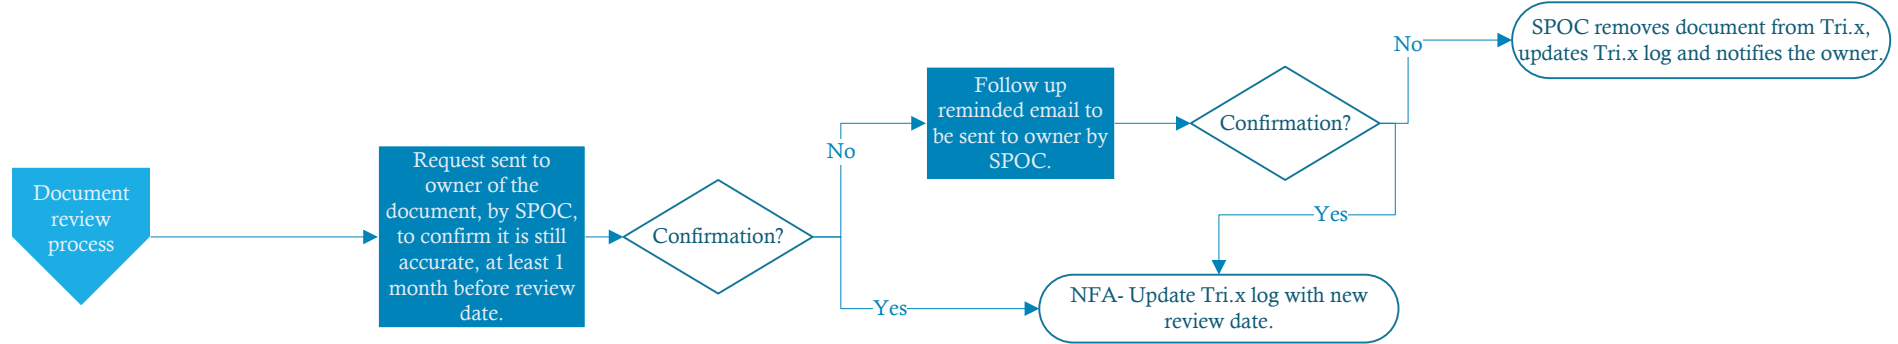 Document
review
process
Request sent to
owner of the
document, by SPOC,
to confirm it is still
accurate, at least 1
month before review
date.
Confirmation?
No
Yes
Follow up
reminded email to
be sent to owner by
SPOC.
Confirmation?
No
Yes
SPOC removes document from Tri.x,
updates Tri.x log and notifies the owner.
NFA- Update Tri.x log with new
review date.